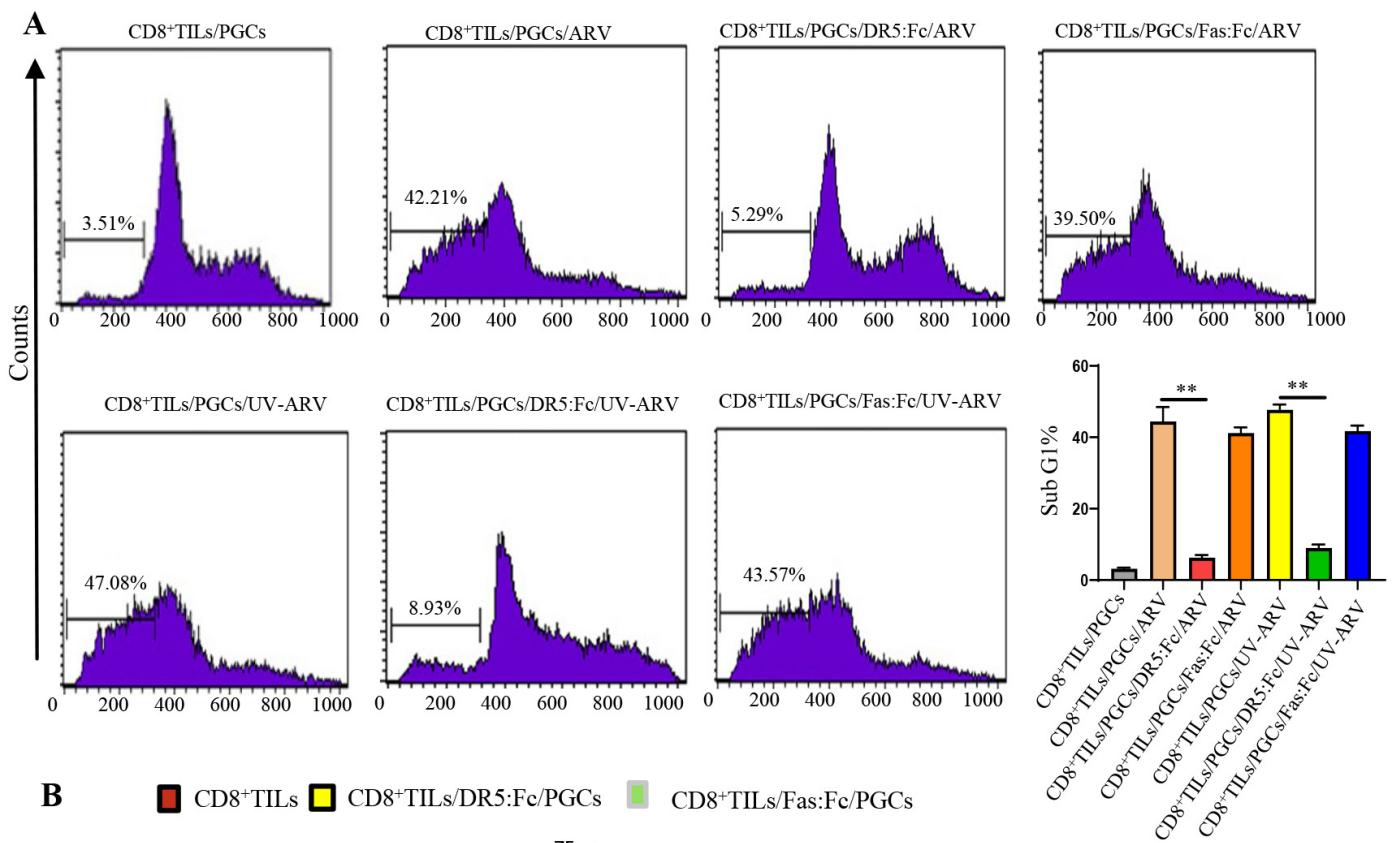 A
CD8⁺TILs/PGCs
CD8⁺TILs/PGCs/ARV
CD8⁺TILs/PGCs/DR5:Fc/ARV
CD8⁺TILs/PGCs/Fas:Fc/ARV
Counts
3.51%
42.21%
5.29%
39.50%
0 200 400 600 800 1000
0 200 400 600 800 1000
0 200 400 600 800 1000
0 200 400 600 800 1000
CD8⁺TILs/PGCs/UV-ARV
CD8⁺TILs/PGCs/DR5:Fc/UV-ARV
CD8⁺TILs/PGCs/Fas:Fc/UV-ARV
47.08%
8.93%
43.57%
0 200 400 600 800 1000
0 200 400 600 800 1000
0 200 400 600 800 1000
Sub G1%
60
40
20
0
** **
CD8⁺TILs/PGCs
CD8⁺TILs/PGCs/ARV
CD8⁺TILs/PGCs/DR5:Fc/ARV
CD8⁺TILs/PGCs/Fas:Fc/ARV
CD8⁺TILs/PGCs/UV-ARV
CD8⁺TILs/PGCs/DR5:Fc/UV-ARV
CD8⁺TILs/PGCs/Fas:Fc/UV-ARV
B
CD8⁺TILs
CD8⁺TILs/DR5:Fc/PGCs
CD8⁺TILs/Fas:Fc/PGCs